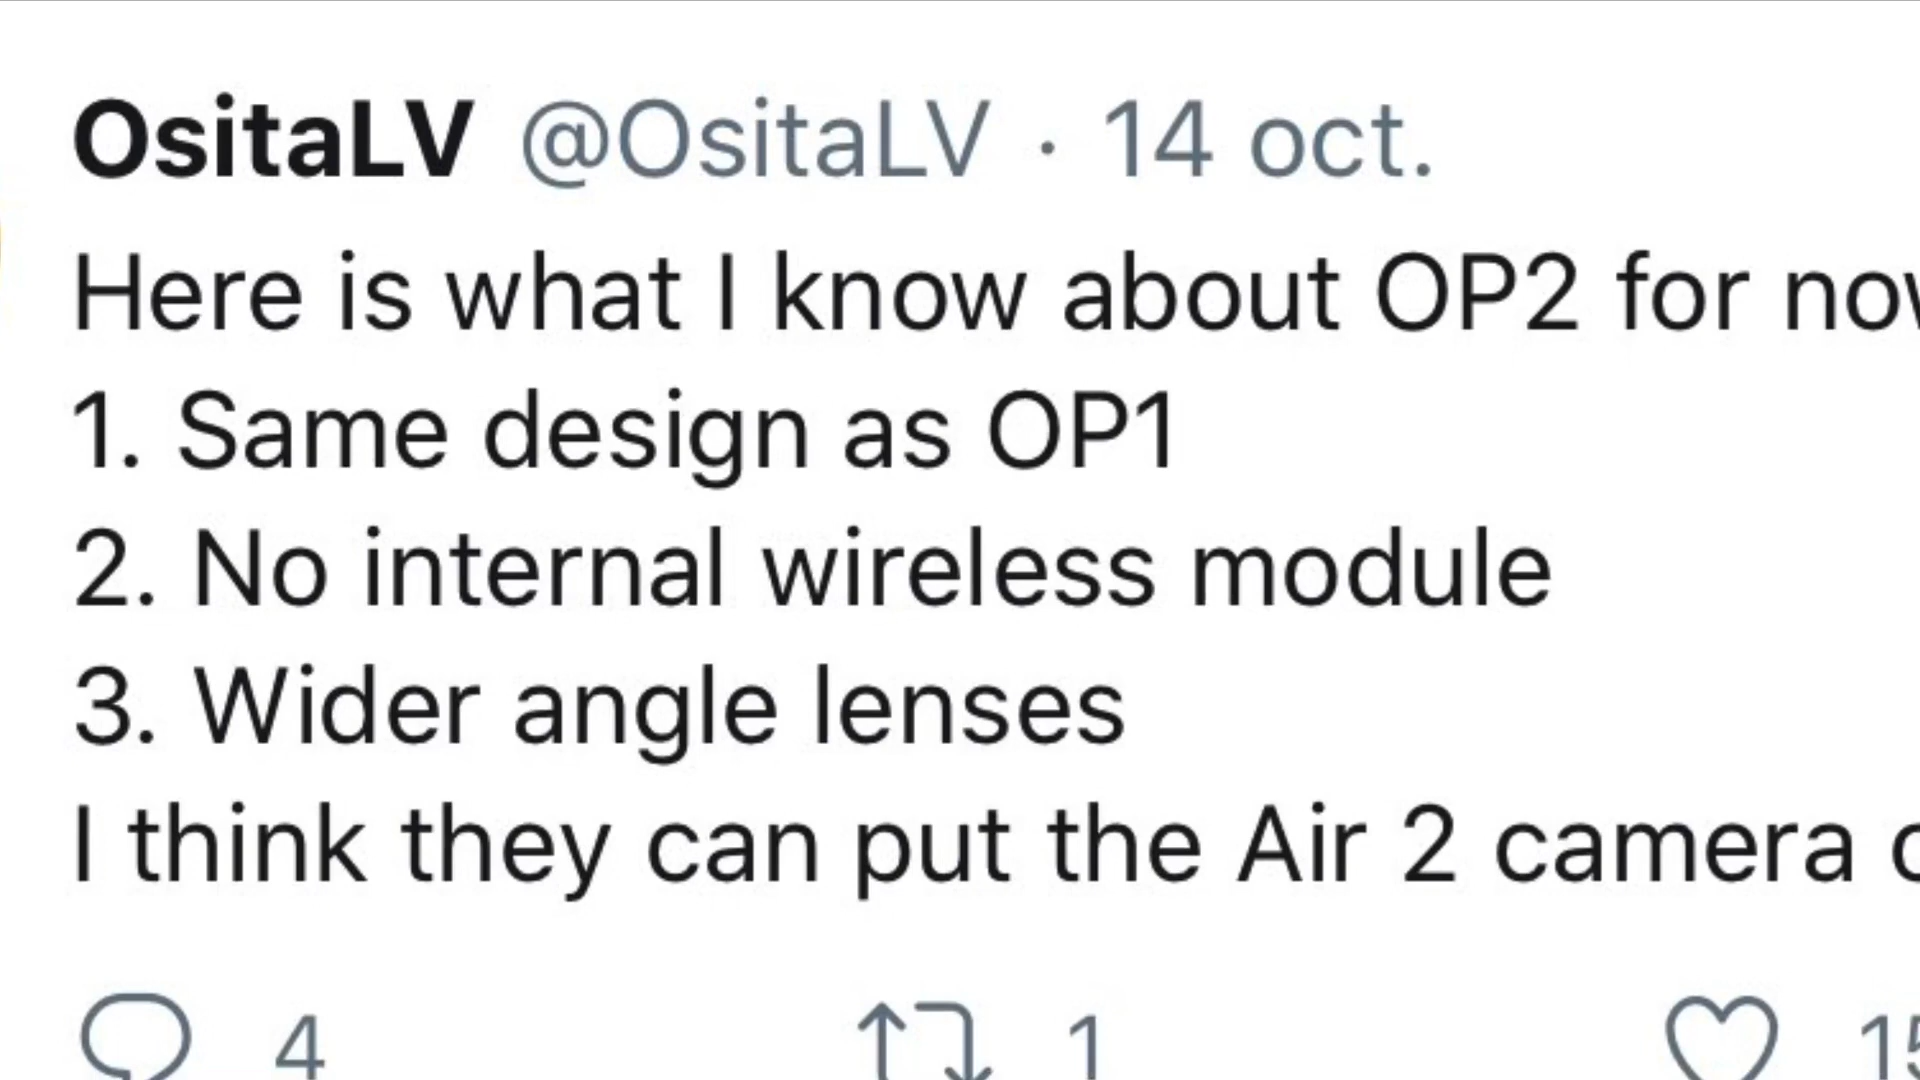 OsitaLV @OsitaLV · 14 oct.
Here is what I know about OP2 for
1. Same design as OP1
2. No internal wireless module
3. Wider angle lenses
I think they can put the Air 2 camera
4 1